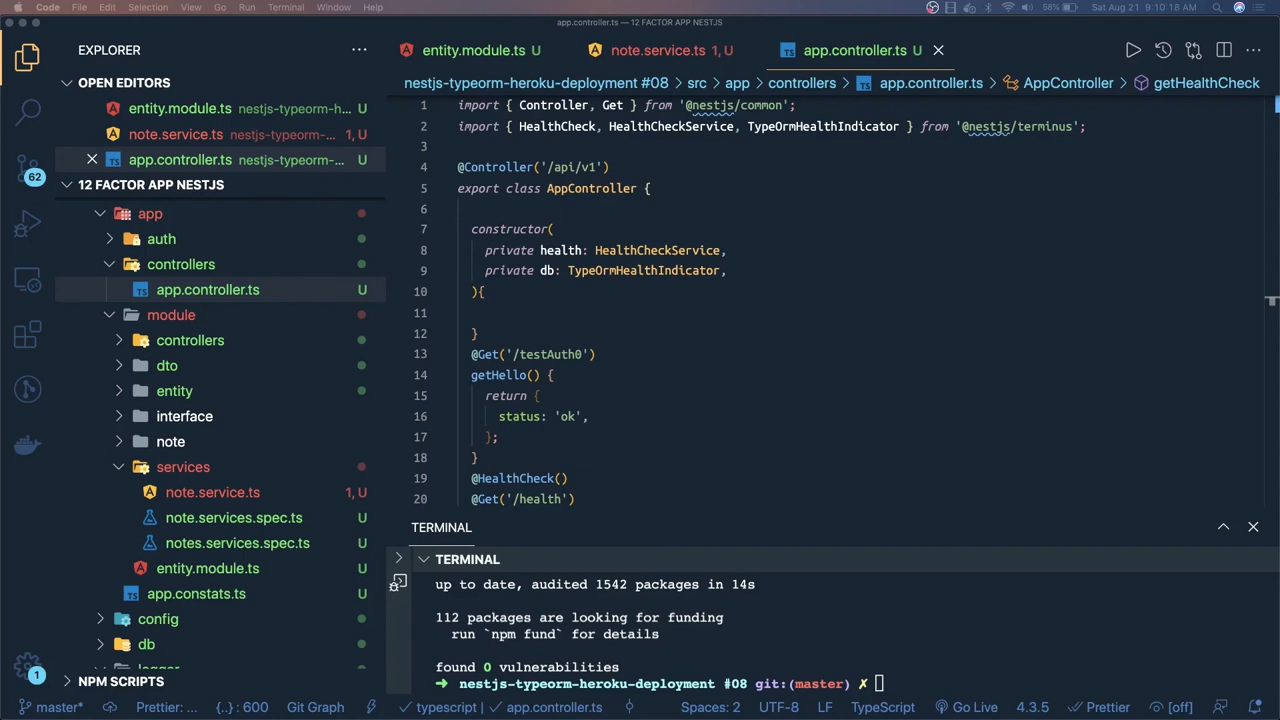 Code File Edit Selection View Go Run Terminal Window Help 58% Sat Aug 21 9:10:18 AM
app.controller.ts — 12 FACTOR APP NESTJS
EXPLORER
entity.module.ts U
note.service.ts 1, U
app.controller.ts U
OPEN EDITORS
nestjs-typeorm-heroku-deployment #08 › src › app › controllers › app.controller.ts › AppController › getHealthCheck
entity.module.ts nestjs-typeorm-h... U
note.service.ts nestjs-typeorm-... 1, U
app.controller.ts nestjs-typeorm-... U
62
12 FACTOR APP NESTJS
app
auth
controllers
app.controller.ts U
module
controllers
dto
entity
interface
note
services
note.service.ts 1, U
note.services.spec.ts U
notes.services.spec.ts U
entity.module.ts U
app.constats.ts U
config
db
logger
1
NPM SCRIPTS
1 import { Controller, Get } from '@nestjs/common';
2 import { HealthCheck, HealthCheckService, TypeOrmHealthIndicator } from '@nestjs/terminus';
3
4 @Controller('/api/v1')
5 export class AppController {
6
7 constructor(
8 private health: HealthCheckService,
9 private db: TypeOrmHealthIndicator,
10 ){
11
12 }
13 @Get('/testAuth0')
14 getHello() {
15 return {
16 status: 'ok',
17 };
18 }
19 @HealthCheck()
20 @Get('/health')
TERMINAL
TERMINAL
up to date, audited 1542 packages in 14s
112 packages are looking for funding
run `npm fund` for details
found 0 vulnerabilities
➜ nestjs-typeorm-heroku-deployment #08 git:(master) ✗
master* Prettier: ... {..} : 600 Git Graph typescript | app.controller.ts Spaces: 2 UTF-8 LF TypeScript Go Live 4.3.5 Prettier [off]